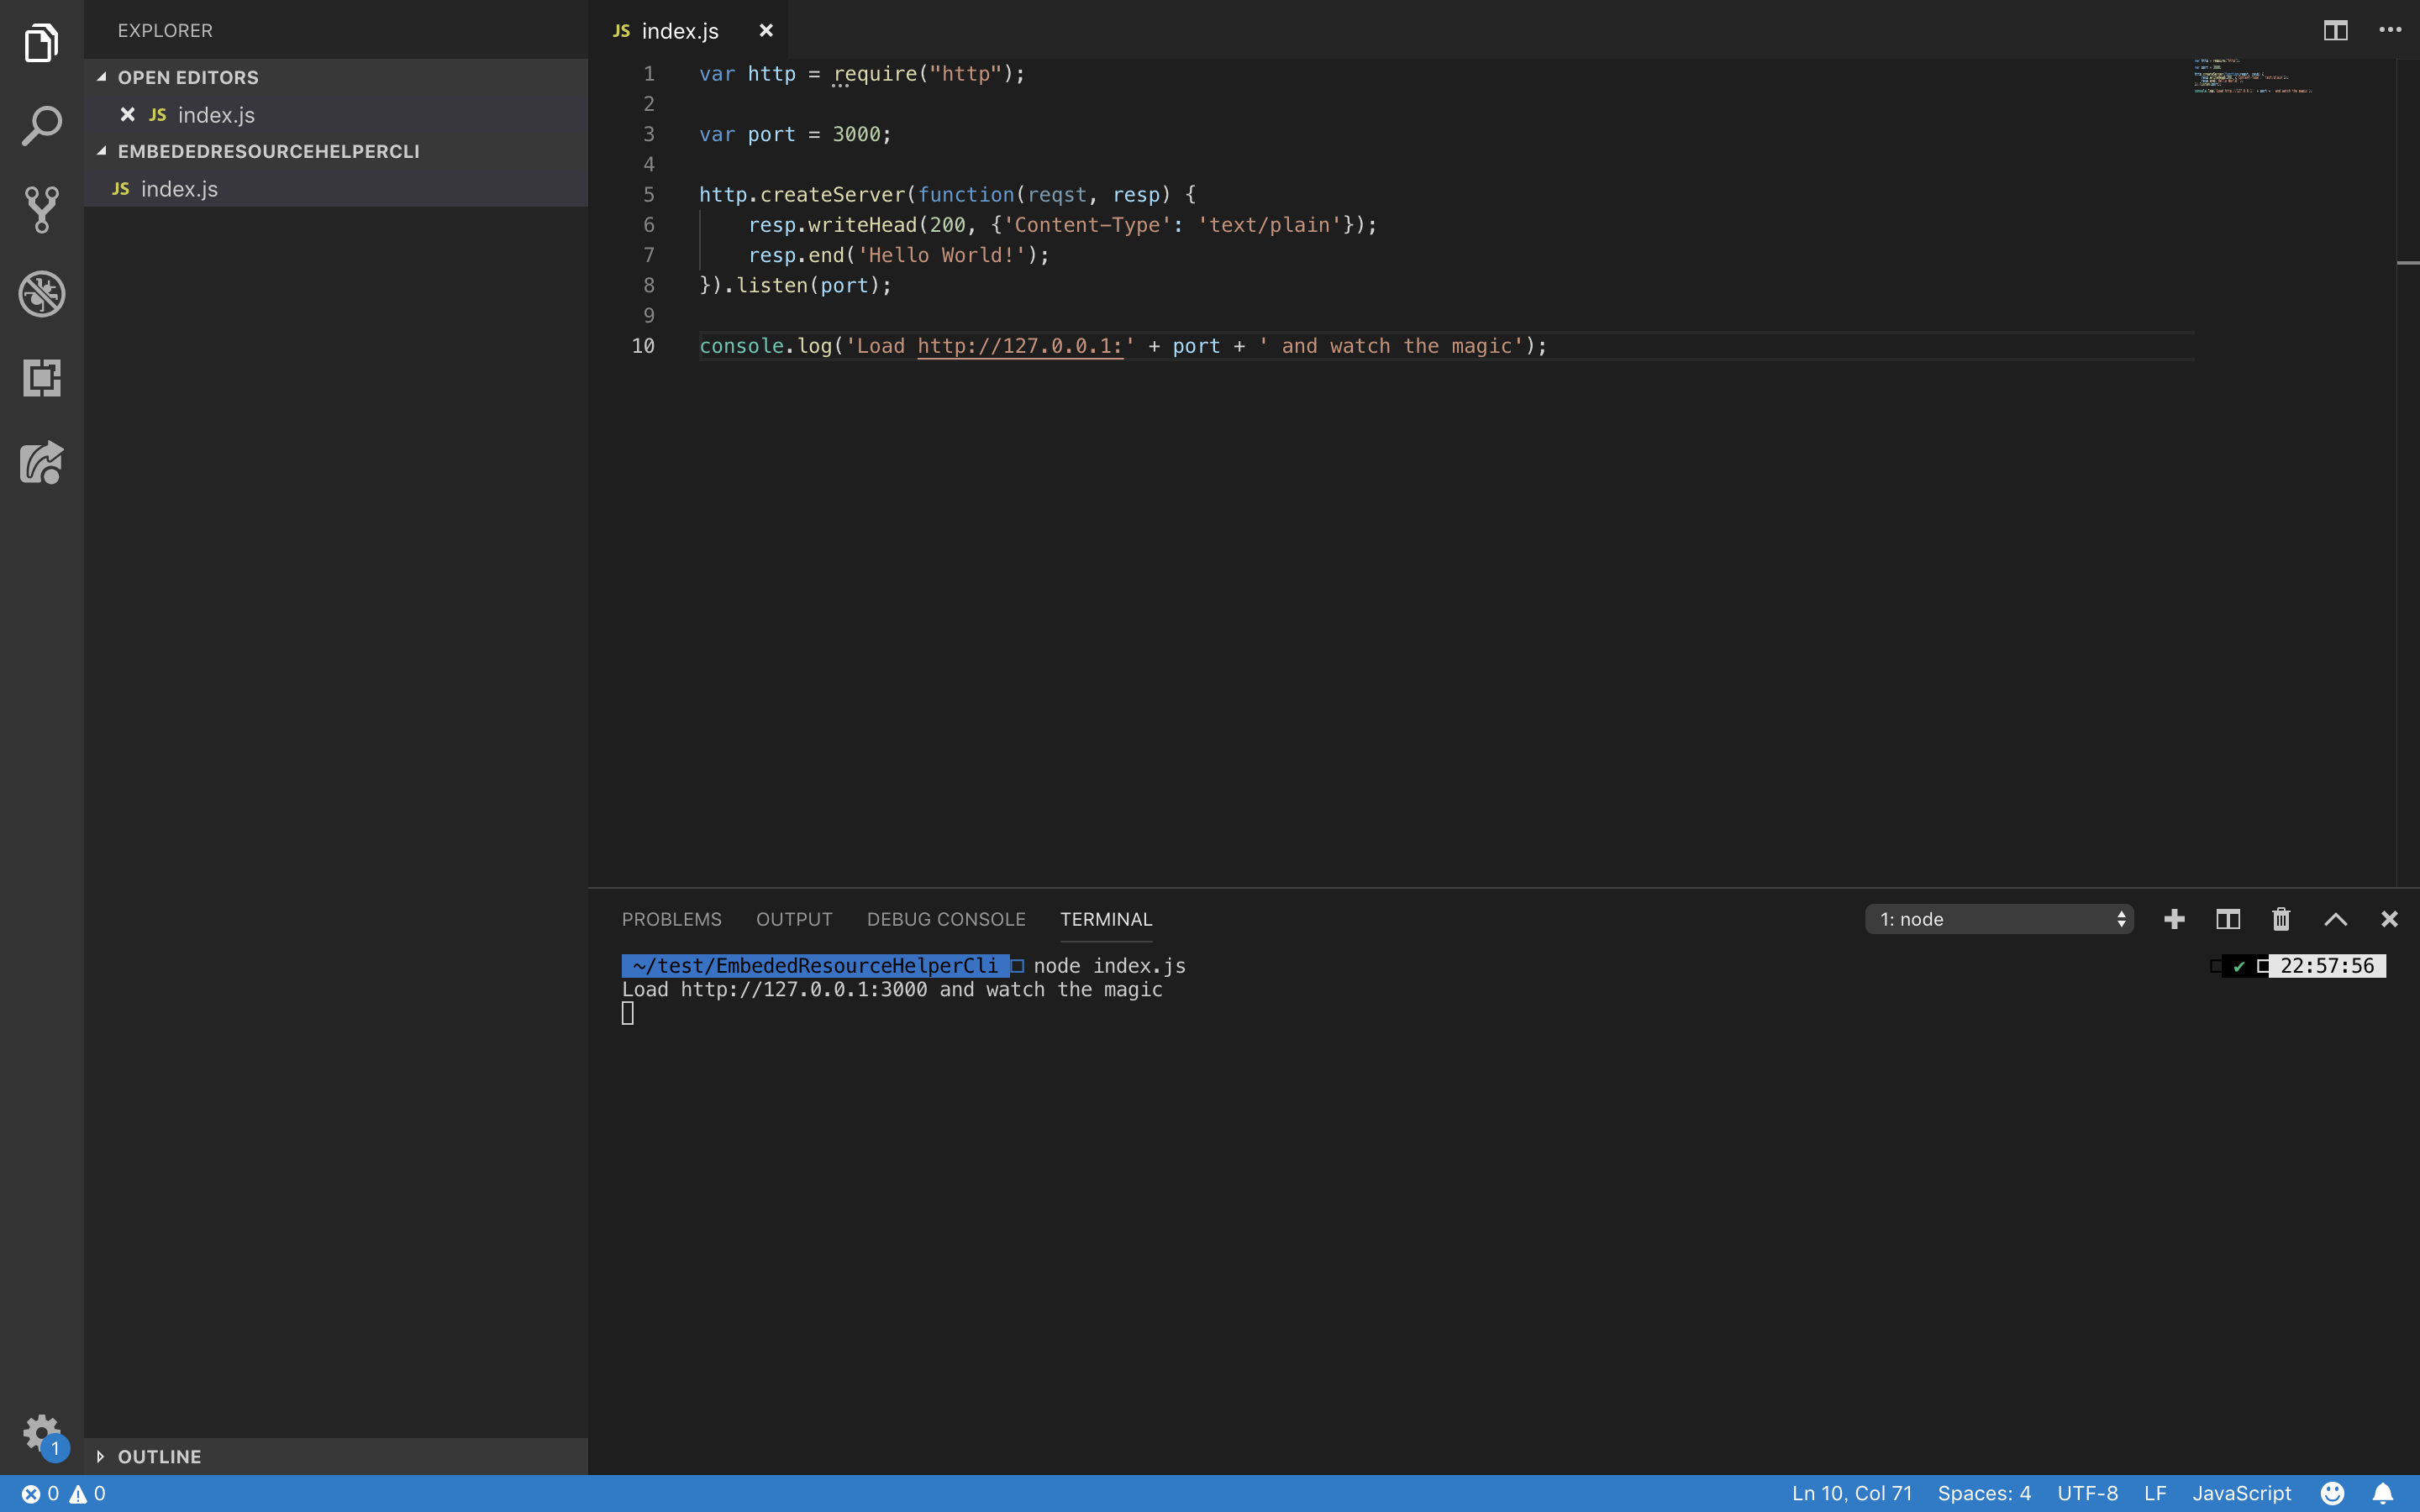 EXPLORER
OPEN EDITORS
JS index.js
EMBEDEDRESOURCEHELPERCLI
JS index.js
OUTLINE
JS index.js
1 var http = require("http");
2
3 var port = 3000;
4
5 http.createServer(function(reqst, resp) {
6 resp.writeHead(200, {'Content-Type': 'text/plain'});
7 resp.end('Hello World!');
8 }).listen(port);
9
10 console.log('Load http://127.0.0.1:' + port + ' and watch the magic');
PROBLEMS OUTPUT DEBUG CONSOLE TERMINAL 1: node
~/test/EmbededResourceHelperCli node index.js ✔ 22:57:56
Load http://127.0.0.1:3000 and watch the magic
1
0 0 Ln 10, Col 71 Spaces: 4 UTF-8 LF JavaScript